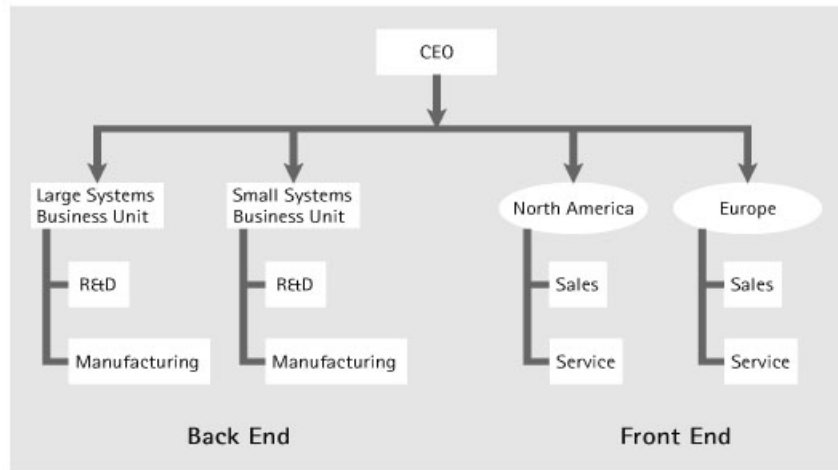 CEO
Large Systems
Business Unit
Small Systems
Business Unit
North America
Europe
R&D
R&D
Sales
Sales
Manufacturing
Manufacturing
Service
Service
Back End
Front End